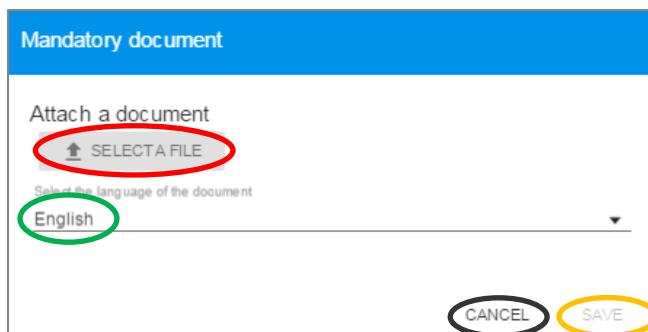 Mandatory document
Attach a document
SELECT A FILE
Select the language of the document
English
CANCEL SAVE